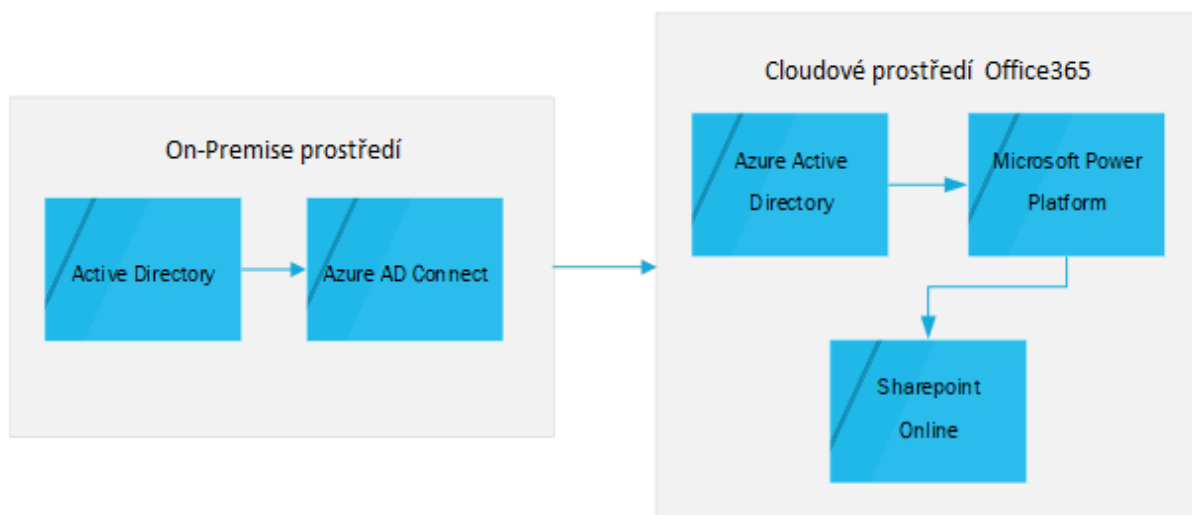 On-Premise prostředí
Active Directory
Azure AD Connect
Cloudové prostředí Office365
Azure Active
Directory
Microsoft Power
Platform
Sharepoint
Online